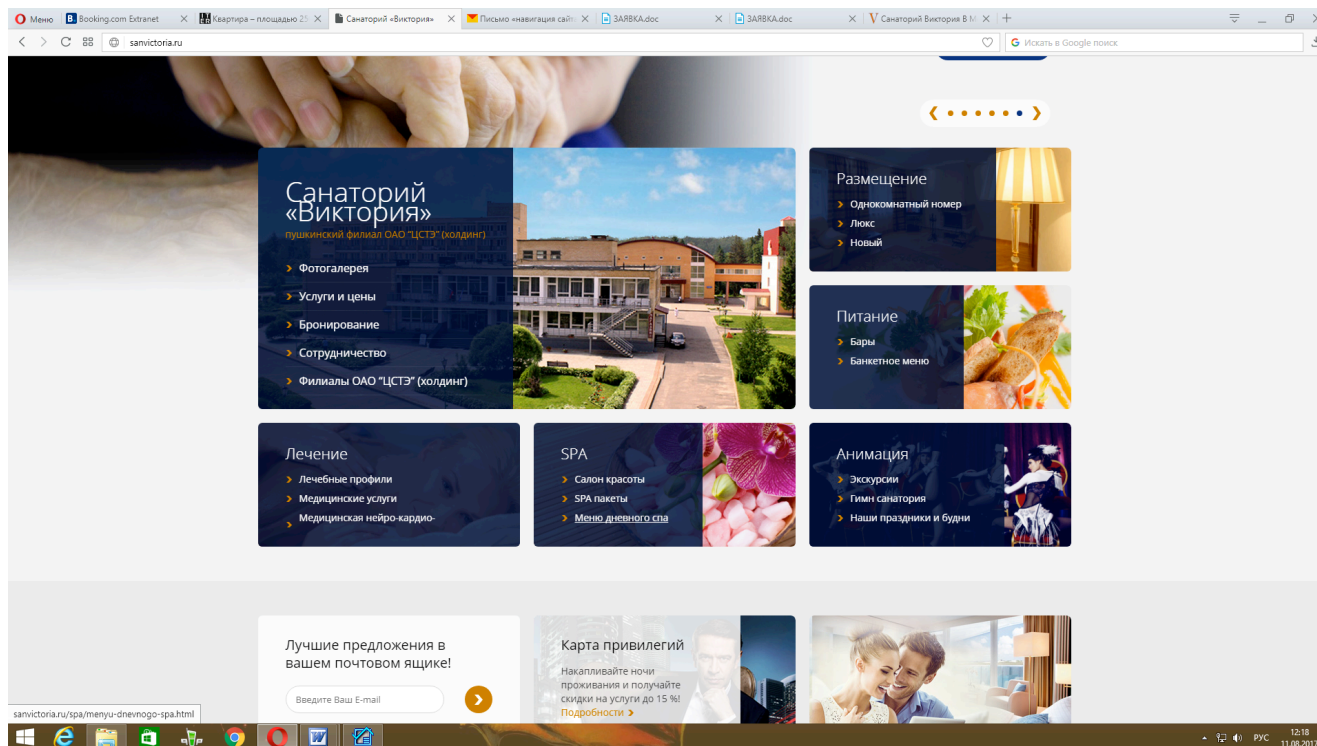 Меню
Booking.com Extranet
Квартира – площадью 25
Санаторий «Виктория»
Письмо «навигация сайт
ЗАЯВКА.doc
ЗАЯВКА.doc
Санаторий Виктория В М
sanvictoria.ru
Искать в Google поиск
Санаторий
«Виктория»
пушкинский филиал ОАО "ЦСТЭ" (холдинг)
Фотогалерея
Услуги и цены
Бронирование
Сотрудничество
Филиалы ОАО "ЦСТЭ" (холдинг)
Размещение
Однокомнатный номер
Люкс
Новый
Питание
Бары
Банкетное меню
Лечение
Лечебные профили
Медицинские услуги
Медицинская нейро-кардио-
SPA
Салон красоты
SPA пакеты
Меню дневного спа
Анимация
Экскурсии
Гимн санатория
Наши праздники и будни
Лучшие предложения в
вашем почтовом ящике!
Введите Ваш E-mail
Карта привилегий
Накапливайте ночи
проживания и получайте
скидки на услуги до 15 %!
Подробности
sanvictoria.ru/spa/menyu-dnevnogo-spa.html
РУС
12:18
11.08.2017